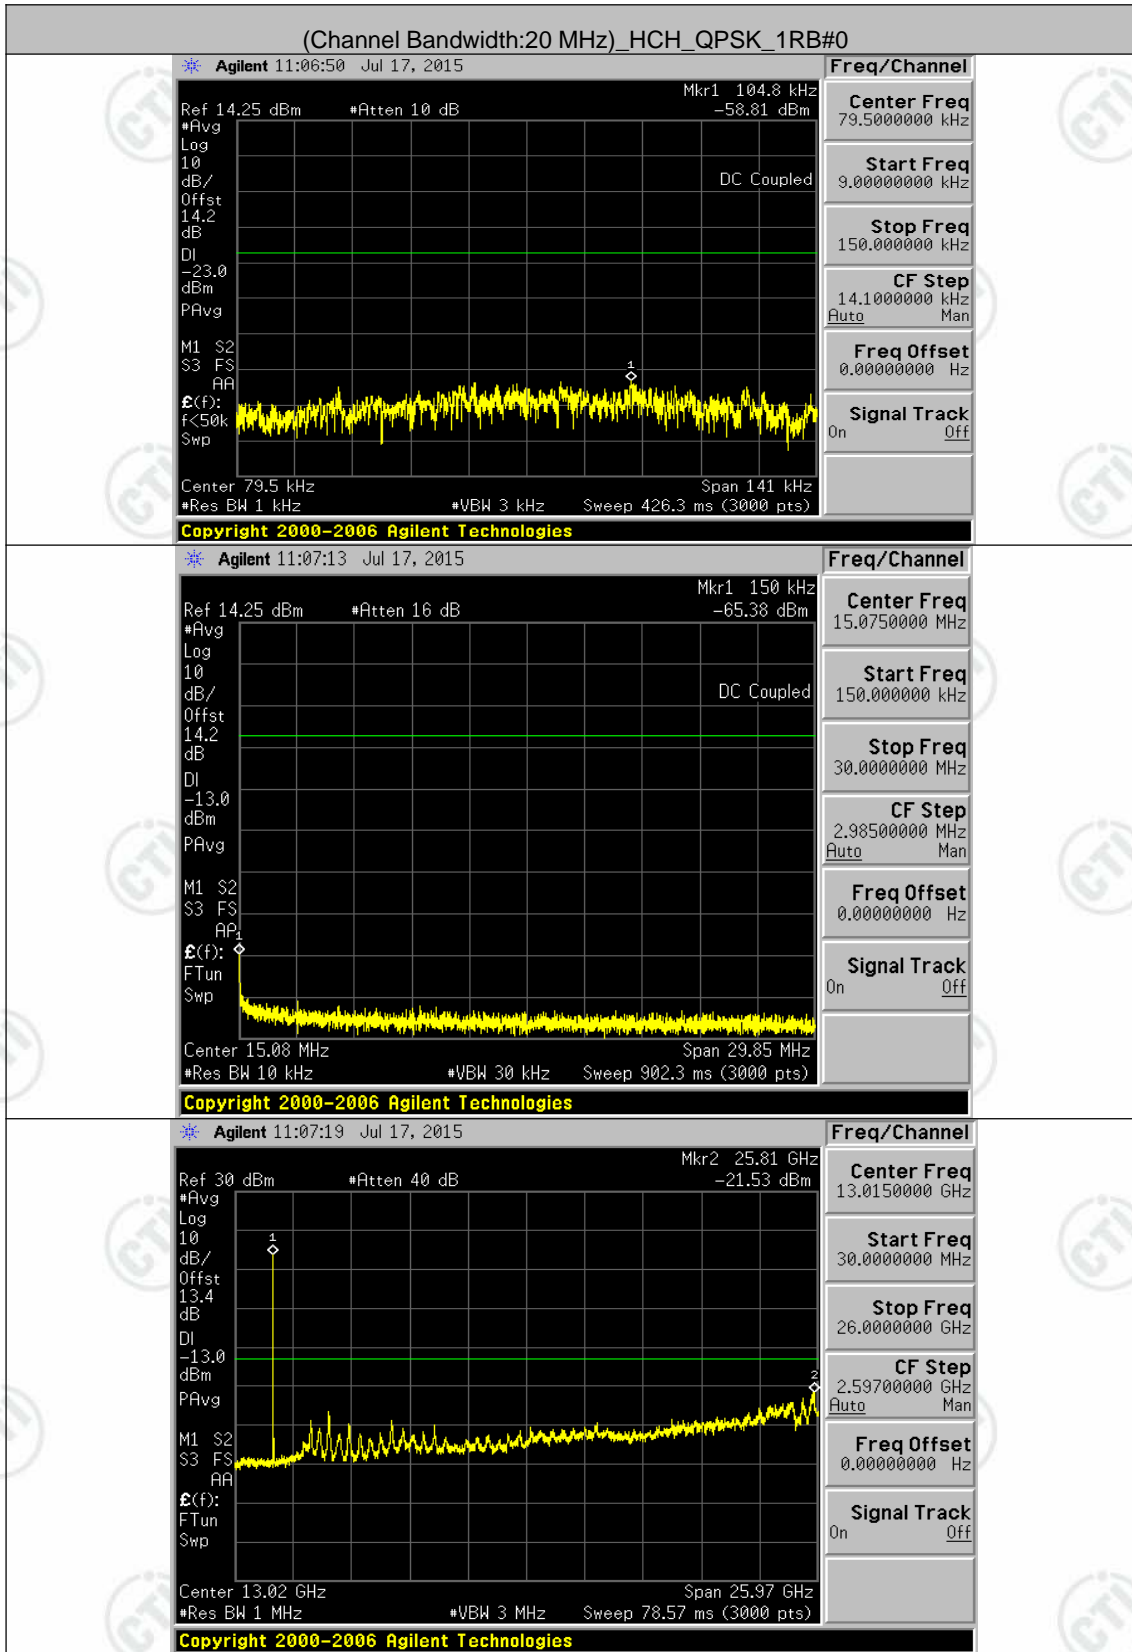 (Channel Bandwidth:20 MHz)_HCH_QPSK_1RB#0
Agilent 11:06:50 Jul 17, 2015
Freq/Channel
Mkr1 104.8 kHz
Ref 14.25 dBm #Atten 10 dB -58.81 dBm
#Avg
Log
10
dB/
Offst
14.2
dB
DI
-23.0
dBm
PAvg
M1 S2
S3 FS
AA
£(f):
f<50k
Swp
DC Coupled
1
Center 79.5 kHz Span 141 kHz
#Res BW 1 kHz #VBW 3 kHz Sweep 426.3 ms (3000 pts)
Copyright 2000-2006 Agilent Technologies
Center Freq
79.5000000 kHz
Start Freq
9.00000000 kHz
Stop Freq
150.000000 kHz
CF Step
14.1000000 kHz
Auto Man
Freq Offset
0.00000000 Hz
Signal Track
On Off
Agilent 11:07:13 Jul 17, 2015
Freq/Channel
Mkr1 150 kHz
Ref 14.25 dBm #Atten 16 dB -65.38 dBm
#Avg
Log
10
dB/
Offst
14.2
dB
DI
-13.0
dBm
PAvg
M1 S2
S3 FS
AP
£(f):
FTun
Swp
DC Coupled
1
Center 15.08 MHz Span 29.85 MHz
#Res BW 10 kHz #VBW 30 kHz Sweep 902.3 ms (3000 pts)
Copyright 2000-2006 Agilent Technologies
Center Freq
15.0750000 MHz
Start Freq
150.000000 kHz
Stop Freq
30.0000000 MHz
CF Step
2.98500000 MHz
Auto Man
Freq Offset
0.00000000 Hz
Signal Track
On Off
Agilent 11:07:19 Jul 17, 2015
Freq/Channel
Mkr2 25.81 GHz
Ref 30 dBm #Atten 40 dB -21.53 dBm
#Avg
Log
10
dB/
Offst
13.4
dB
DI
-13.0
dBm
PAvg
M1 S2
S3 FS
AA
£(f):
FTun
Swp
1
2
Center 13.02 GHz Span 25.97 GHz
#Res BW 1 MHz #VBW 3 MHz Sweep 78.57 ms (3000 pts)
Copyright 2000-2006 Agilent Technologies
Center Freq
13.0150000 GHz
Start Freq
30.0000000 MHz
Stop Freq
26.0000000 GHz
CF Step
2.59700000 GHz
Auto Man
Freq Offset
0.00000000 Hz
Signal Track
On Off
CTI